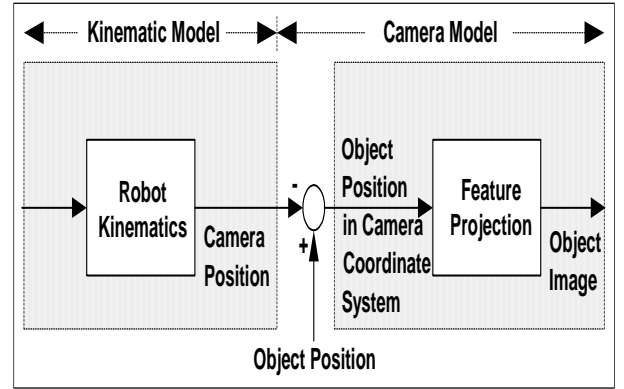 Kinematic Model
Camera Model
Robot
Kinematics
Camera
Position
-
+
Object Position
Object
Position
in Camera
Coordinate
System
Feature
Projection
Object
Image